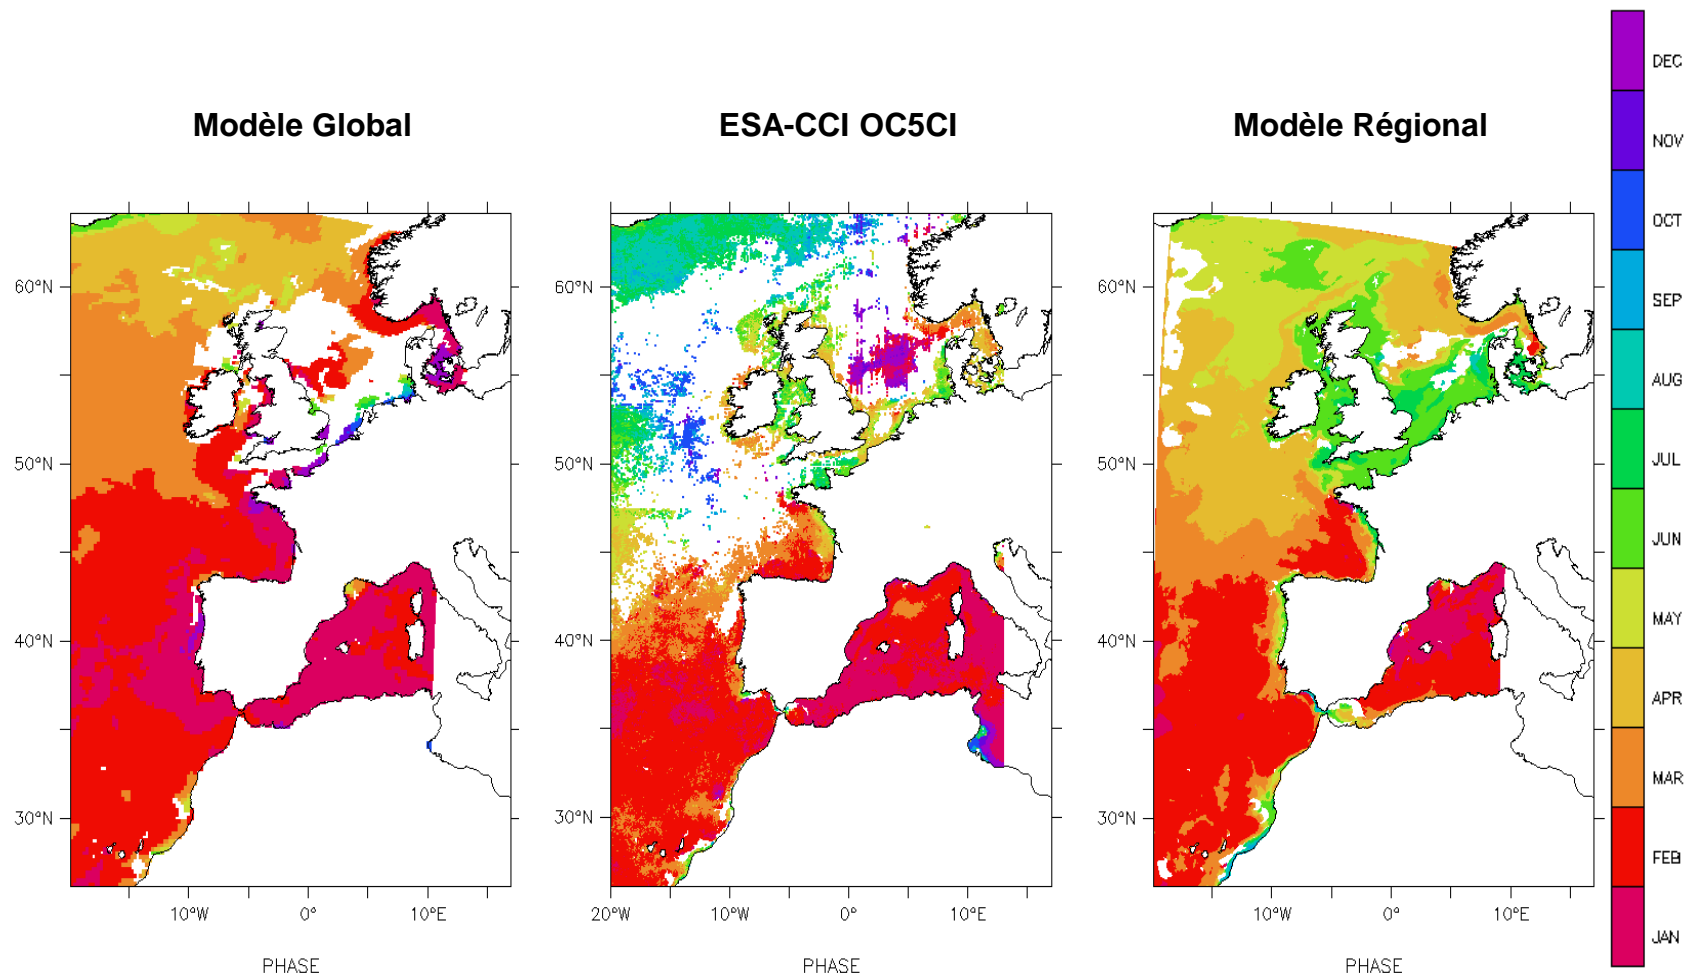 Modèle Global
ESA-CCI OC5CI
Modèle Régional
60°N
50°N
40°N
30°N
10°W
0°
10°E
PHASE
60°N
50°N
40°N
30°N
20°W
10°W
0°
10°E
PHASE
60°N
50°N
40°N
30°N
10°W
0°
10°E
PHASE
DEC
NOV
OCT
SEP
AUG
JUL
JUN
MAY
APR
MAR
FEB
JAN